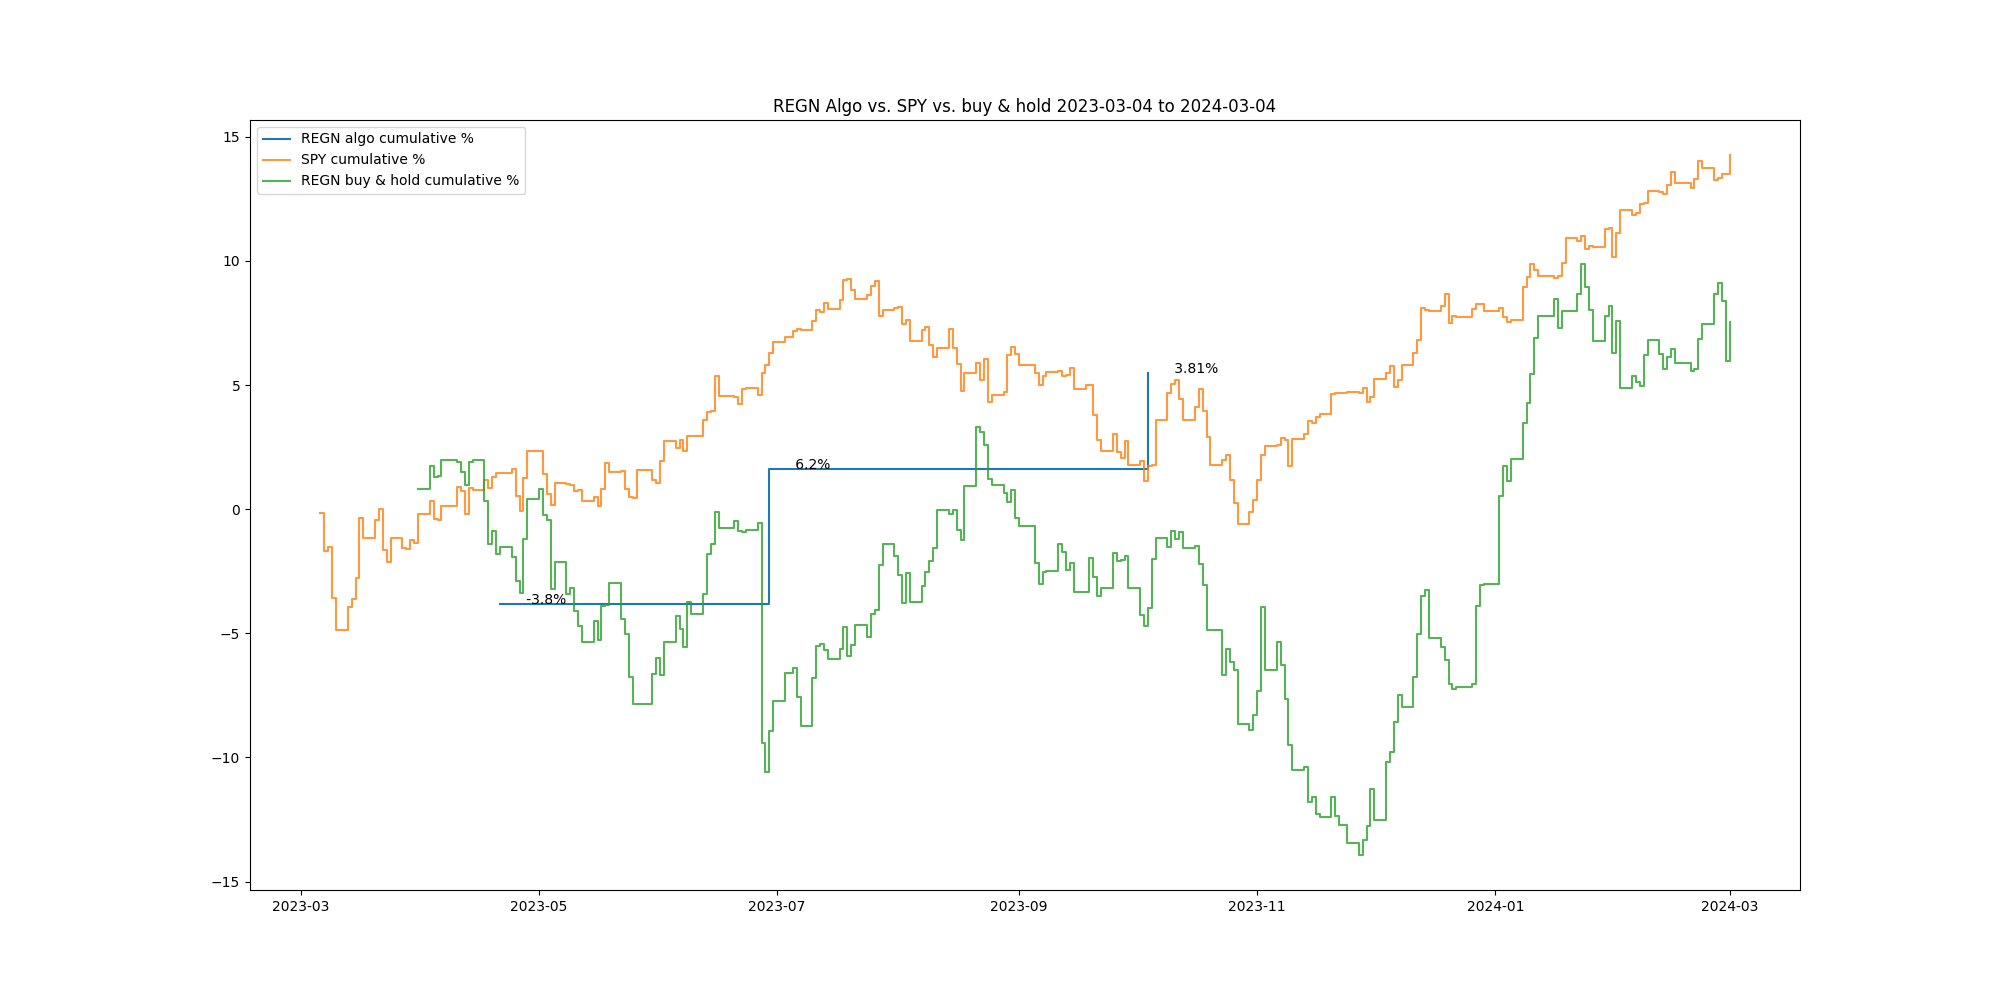 REGN Algo vs. SPY vs. buy & hold 2023-03-04 to 2024-03-04
REGN algo cumulative %
SPY cumulative %
REGN buy & hold cumulative %
15
10
5
0
−5
−10
−15
3.81%
6.2%
-3.8%
2023-03 2023-05 2023-07 2023-09 2023-11 2024-01 2024-03